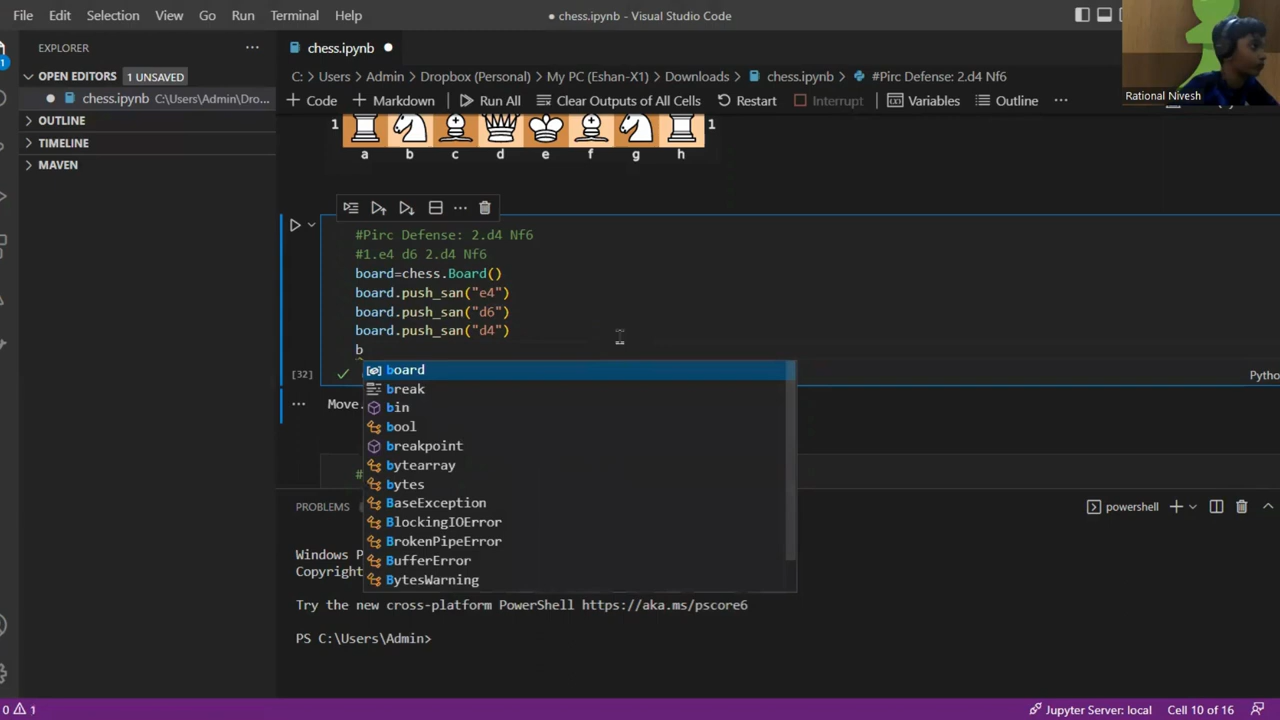 File Edit Selection View Go Run Terminal Help
● chess.ipynb - Visual Studio Code
EXPLORER
OPEN EDITORS 1 UNSAVED
chess.ipynb C:\Users\Admin\Dro...
OUTLINE
TIMELINE
MAVEN
chess.ipynb
C: > Users > Admin > Dropbox (Personal) > My PC (Eshan-X1) > Downloads > chess.ipynb > #Pirc Defense: 2.d4 Nf6
+ Code + Markdown Run All Clear Outputs of All Cells Restart Interrupt Variables Outline ...
Rational Nivesh
1 1
a b c d e f g h
#Pirc Defense: 2.d4 Nf6
#1.e4 d6 2.d4 Nf6
board=chess.Board()
board.push_san("e4")
board.push_san("d6")
board.push_san("d4")
b
[32]
Python
board
break
bin
bool
breakpoint
bytearray
bytes
BaseException
BlockingIOError
BrokenPipeError
BufferError
BytesWarning
Move.
#
PROBLEMS
powershell
Windows P
Copyright
Try the new cross-platform PowerShell https://aka.ms/pscore6
PS C:\Users\Admin>
0 1
Jupyter Server: local
Cell 10 of 16